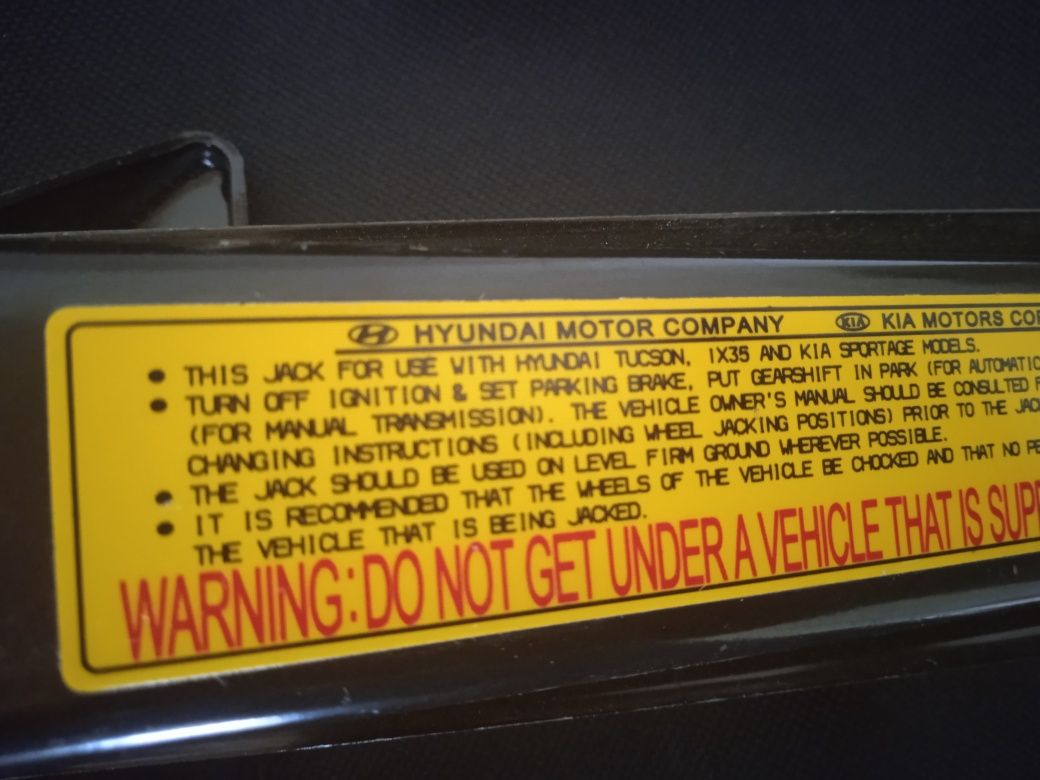 HYUNDAI MOTOR COMPANY KIA KIA MOTORS
• THIS JACK FOR USE WITH HYUNDAI TUCSON, IX35 AND KIA SPORTAGE MODELS.
• TURN OFF IGNITION & SET PARKING BRAKE, PUT GEARSHIFT IN PARK (FOR AUTOMATIC
(FOR MANUAL TRANSMISSION). THE VEHICLE OWNER'S MANUAL SHOULD BE CONSULTED
CHANGING INSTRUCTIONS (INCLUDING WHEEL JACKING POSITIONS) PRIOR TO THE
• THE JACK SHOULD BE USED ON LEVEL FIRM GROUND WHEREVER POSSIBLE.
• IT IS RECOMMENDED THAT THE WHEELS OF THE VEHICLE BE CHOCKED AND THAT NO
THE VEHICLE THAT IS BEING JACKED.
WARNING: DO NOT GET UNDER A VEHICLE THAT IS